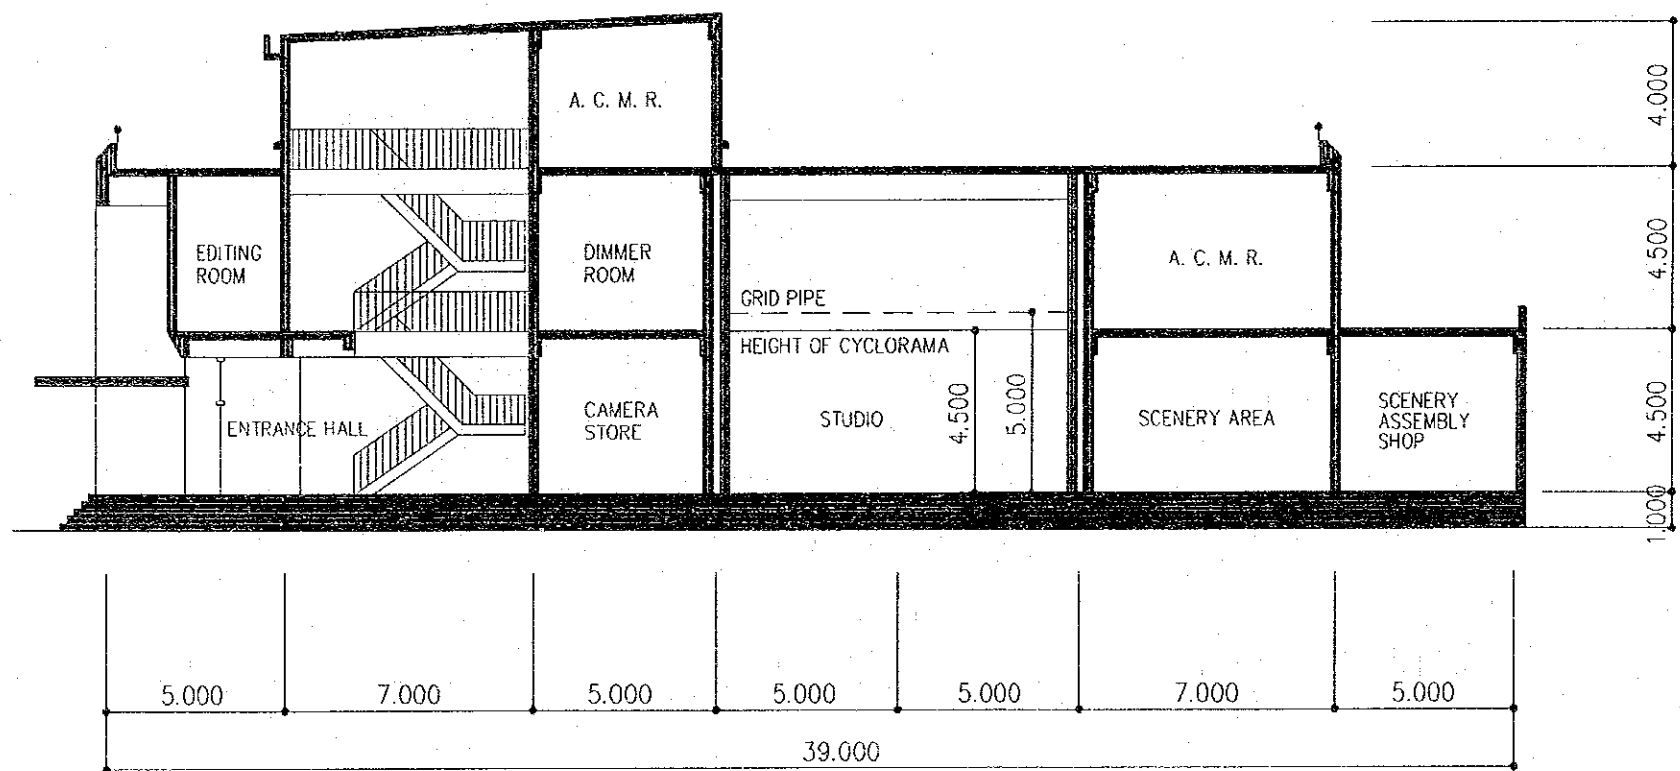 A. C. M. R.
4.000
EDITING
ROOM
DIMMER
ROOM
A. C. M. R.
4.500
GRID PIPE
HEIGHT OF CYCLORAMA
ENTRANCE HALL
CAMERA
STORE
STUDIO
4.500
5.000
SCENERY AREA
SCENERY
ASSEMBLY
SHOP
4.500
1.000
5.000 7.000 5.000 5.000 5.000 7.000 5.000
39.000